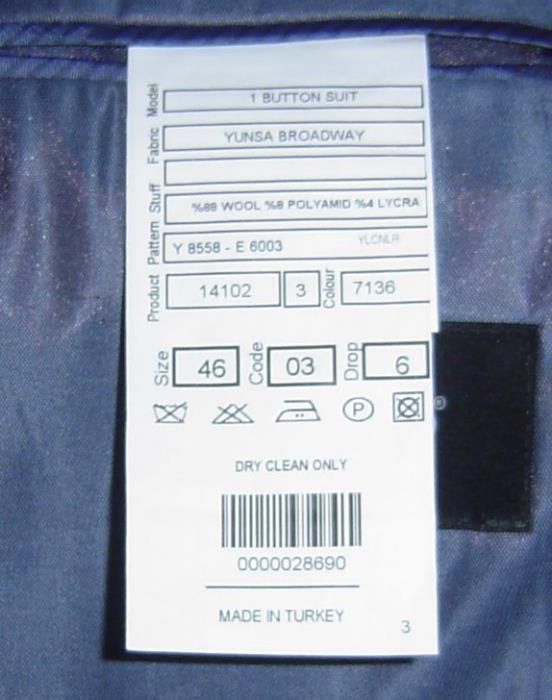 Model 1 BUTTON SUIT
Fabric YUNSA BROADWAY
Stuff %88 WOOL %8 POLYAMID %4 LYCRA
Pattern Y 8558 - E 6003 YLCNLR
Product 14102 3 Colour 7136
Size 46 Code 03 Drop 6
P
DRY CLEAN ONLY
0000028690
MADE IN TURKEY
3